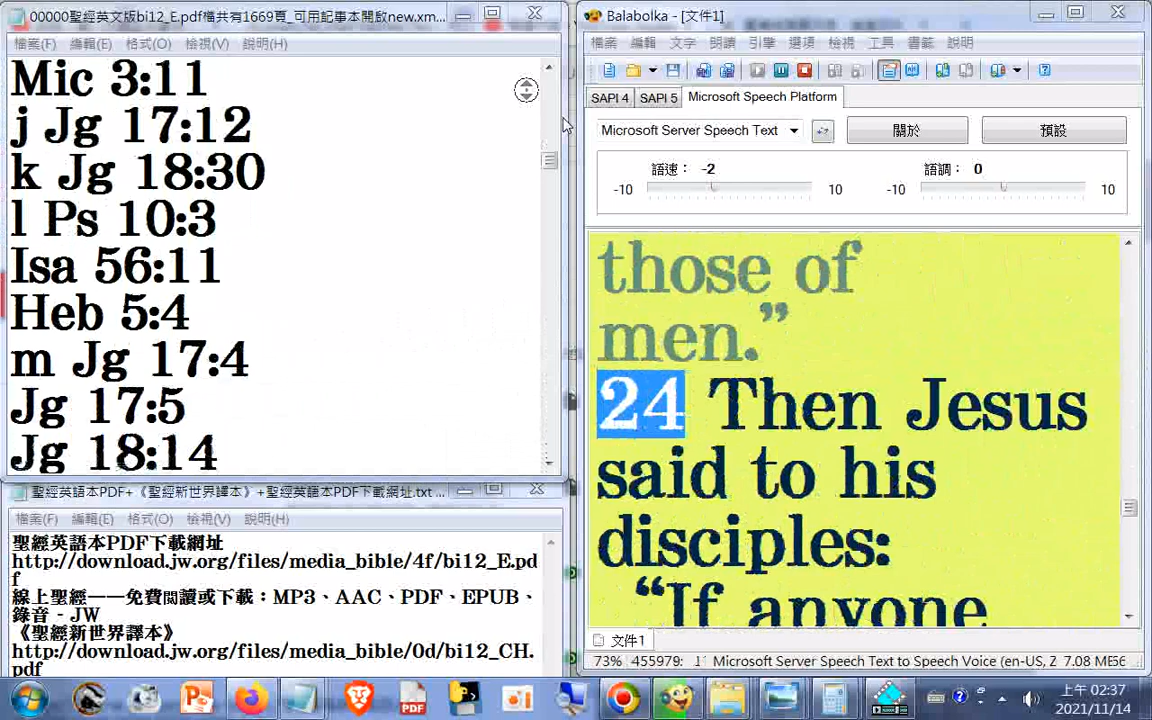 00000聖經英文版bi12_E.pdf檔共有1669頁_可用記事本開啟new.xm...
檔案(F) 編輯(E) 格式(O) 檢視(V) 說明(H)
Mic 3:11
j Jg 17:12
k Jg 18:30
l Ps 10:3
Isa 56:11
Heb 5:4
m Jg 17:4
Jg 17:5
Jg 18:14
聖經英語本PDF+《聖經新世界譯本》+聖經英語本PDF下載網址.txt ...
檔案(F) 編輯(E) 格式(O) 檢視(V) 說明(H)
聖經英語本PDF下載網址
http://download.jw.org/files/media_bible/4f/bi12_E.pd
f
線上聖經——免費閱讀或下載：MP3、AAC、PDF、EPUB、
錄音 - JW
《聖經新世界譯本》
http://download.jw.org/files/media_bible/0d/bi12_CH.
pdf
Balabolka - [文件1]
檔案 編輯 文字 朗讀 引擎 選項 檢視 工具 書籤 說明
SAPI 4 SAPI 5 Microsoft Speech Platform
Microsoft Server Speech Text 關於 預設
語速： -2 語調： 0
-10 10 -10 10
those of
men.”
24 Then Jesus
said to his
disciples:
“If anyone
文件1
73% 455979: Microsoft Server Speech Text to Speech Voice (en-US, 7.08 MB
上午 02:37
2021/11/14